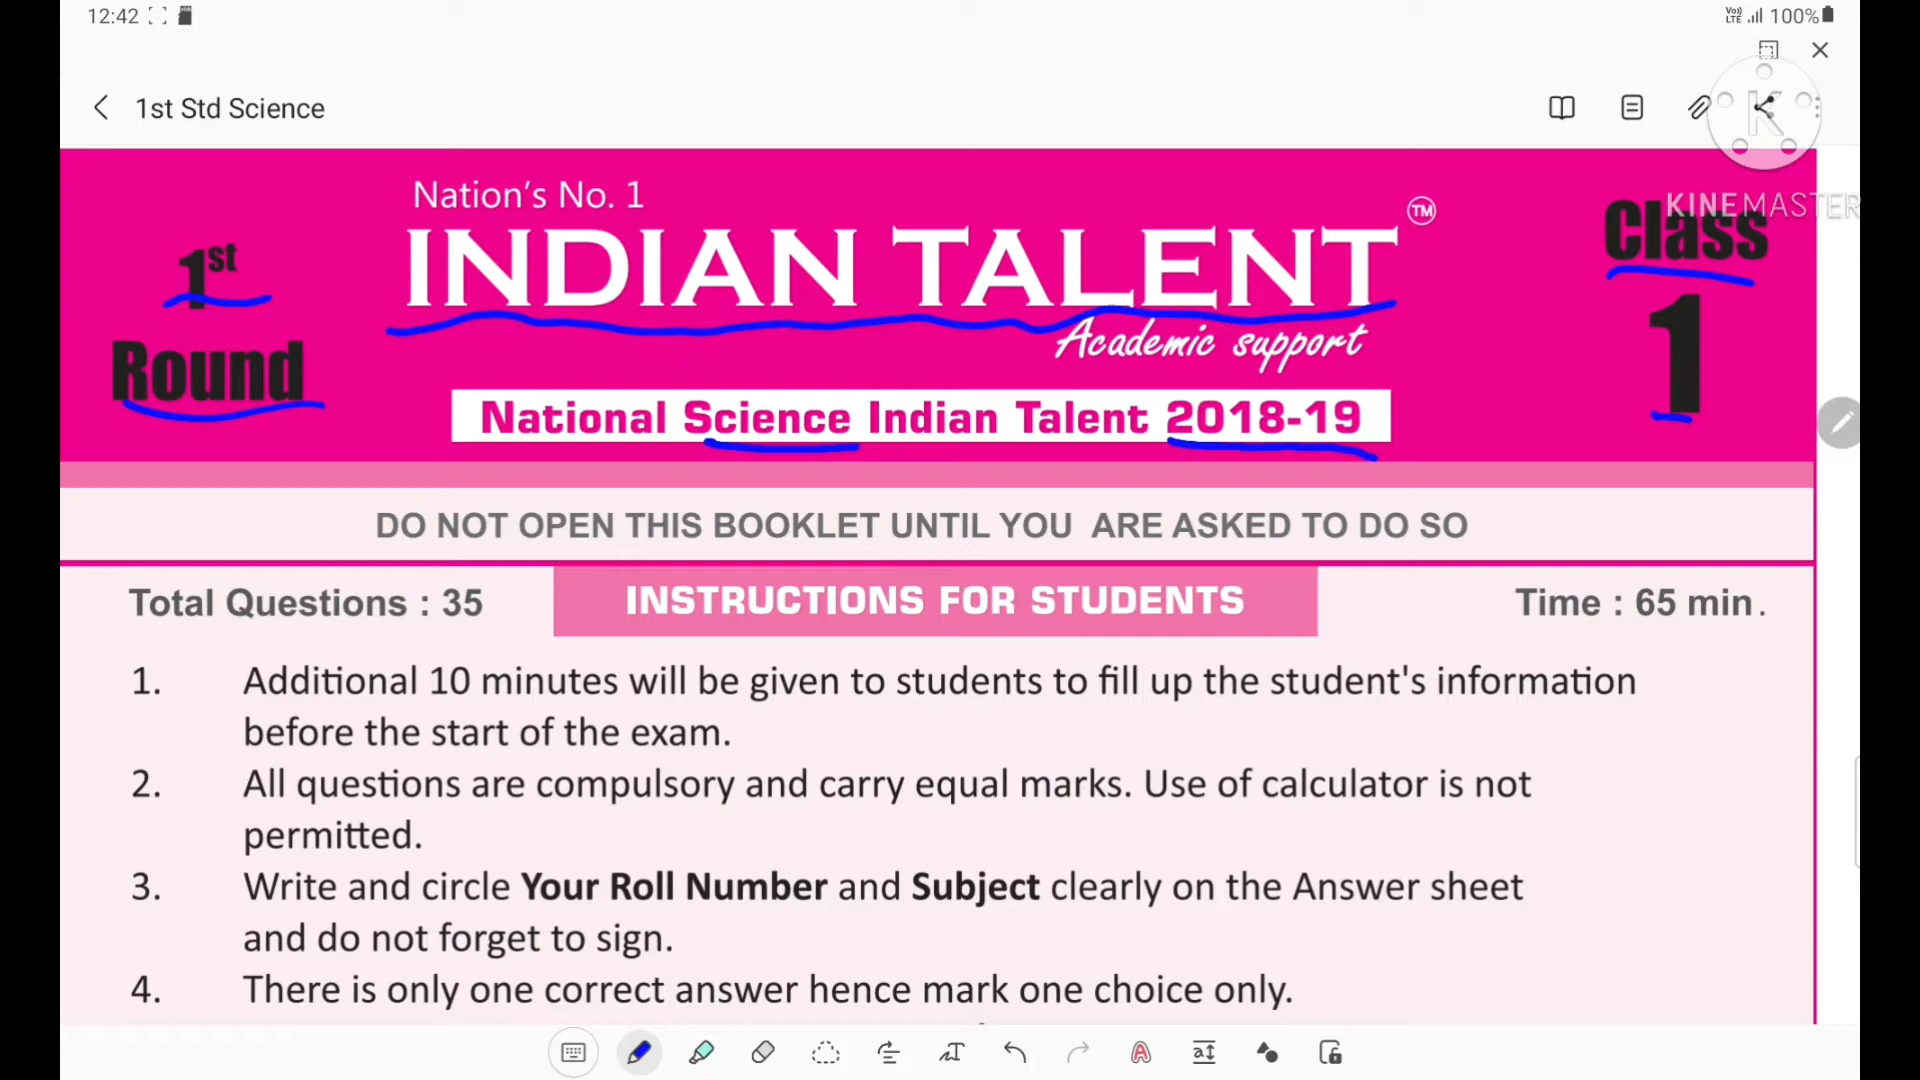 12:42
Vo)) LTE 100%
1st Std Science
KINEMASTER
K
Nation's No. 1
INDIAN TALENT TM
Academic support
1st
Round
Class
1
National Science Indian Talent 2018-19
DO NOT OPEN THIS BOOKLET UNTIL YOU ARE ASKED TO DO SO
Total Questions : 35
INSTRUCTIONS FOR STUDENTS
Time : 65 min.
1. Additional 10 minutes will be given to students to fill up the student's information
before the start of the exam.
2. All questions are compulsory and carry equal marks. Use of calculator is not
permitted.
3. Write and circle Your Roll Number and Subject clearly on the Answer sheet
and do not forget to sign.
4. There is only one correct answer hence mark one choice only.